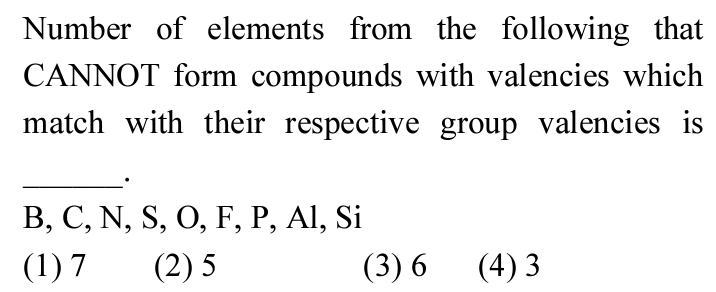 Number of elements from the following that
CANNOT form compounds with valencies which
match with their respective group valencies is
______.
B, C, N, S, O, F, P, Al, Si
(1) 7 (2) 5 (3) 6 (4) 3